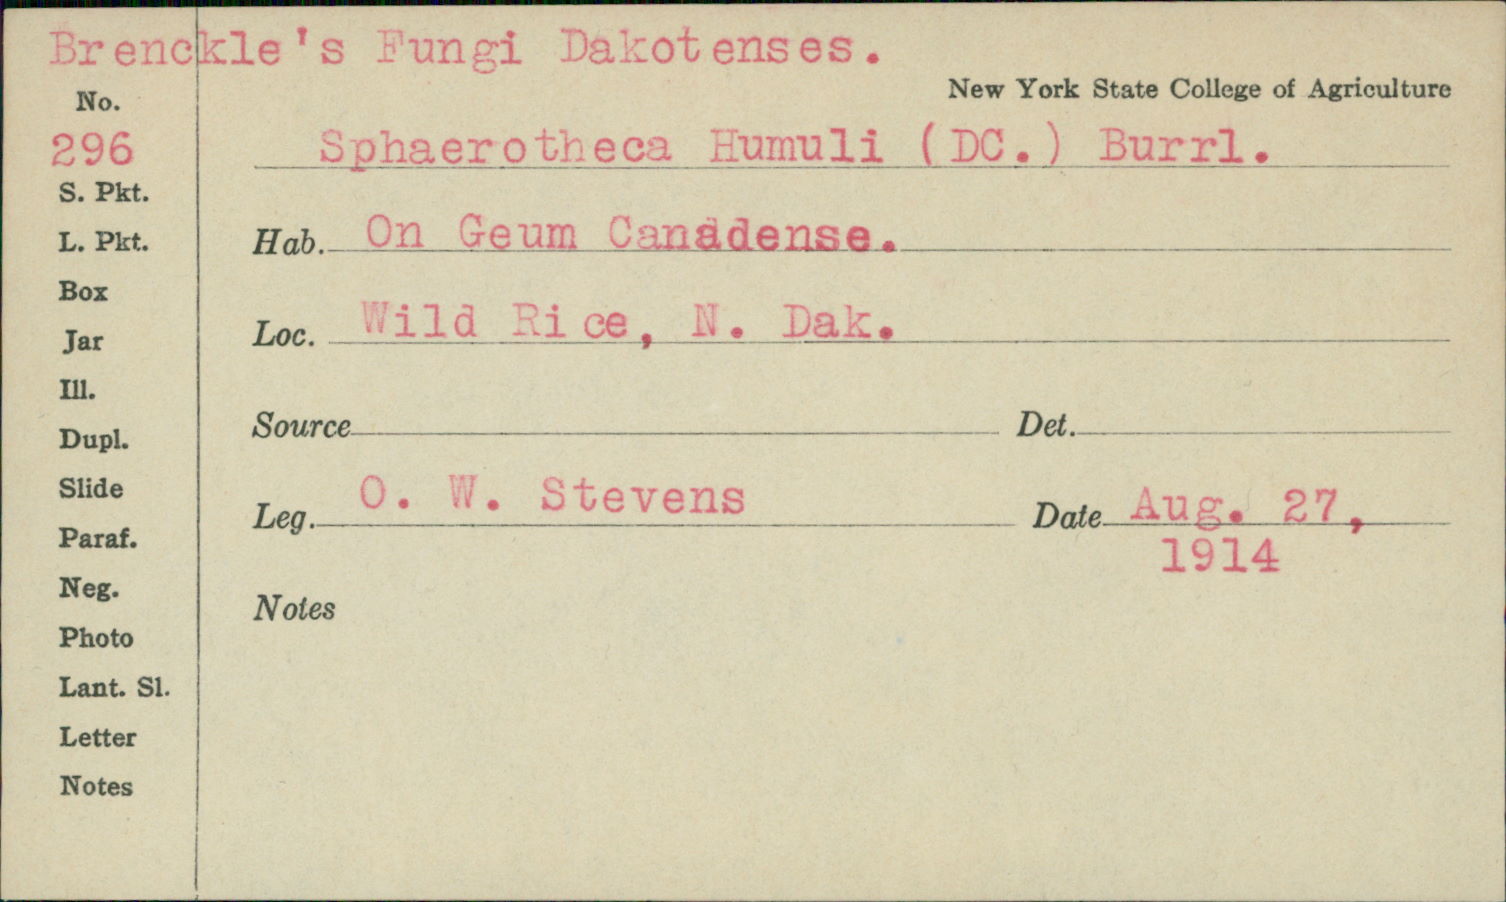 Brenckle's Fungi Dakotenses.
New York State College of Agriculture
No.
296
Sphaerotheca Humuli (DC.) Burrl.
S. Pkt.
L. Pkt.
Hab. On Geum Canadense.
Box
Loc. Wild Rice, N. Dak.
Jar
Ill.
Source Det.
Dupl.
Slide
Leg. O. W. Stevens Date Aug. 27,
1914
Paraf.
Neg.
Notes
Photo
Lant. Sl.
Letter
Notes